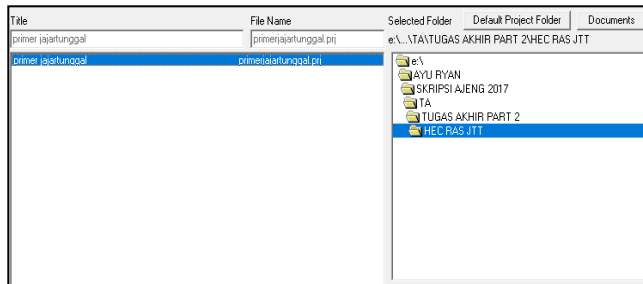 Title File Name Selected Folder Default Project Folder Documents
primer jajartunggal primerjajartunggal.prj e:\...\TA\TUGAS AKHIR PART 2\HEC RAS JTT
primer jajartunggal primerjajartunggal.prj
e:\
AYU RYAN
SKRIPSI AJENG 2017
TA
TUGAS AKHIR PART 2
HEC RAS JTT